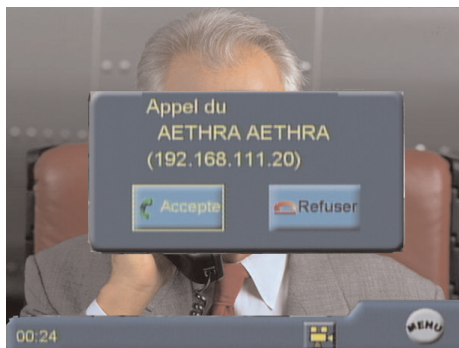 Appel du
AETHRA AETHRA
(192.168.111.20)
Accepte
Refuser
00:24
MENU